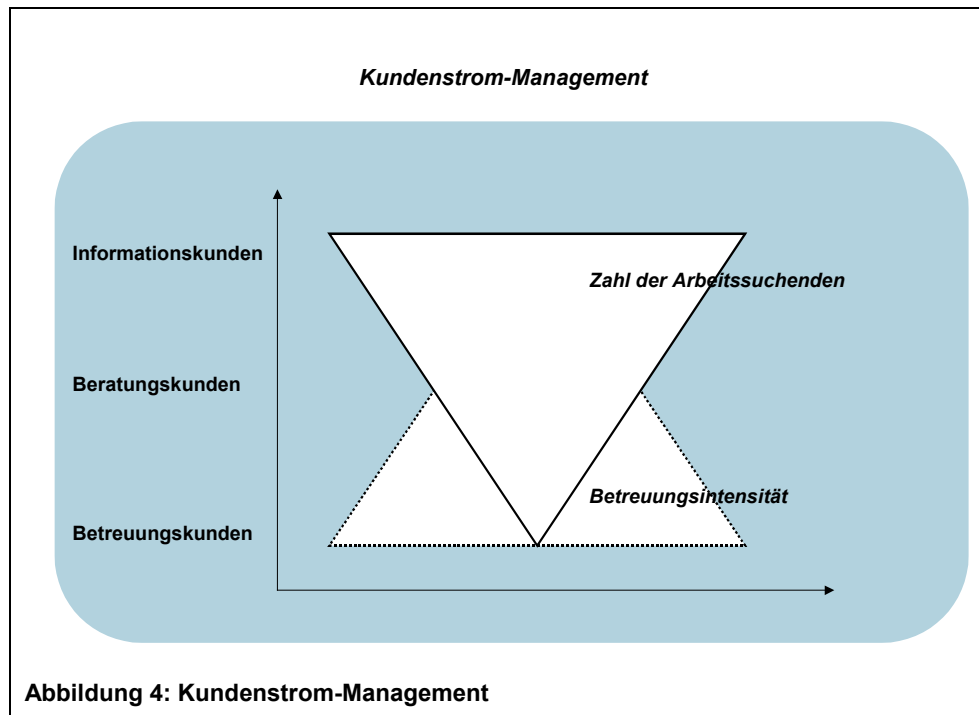 Kundenstrom-Management
Informationskunden
Zahl der Arbeitssuchenden
Beratungskunden
Betreuungsintensität
Betreuungskunden
Abbildung 4: Kundenstrom-Management